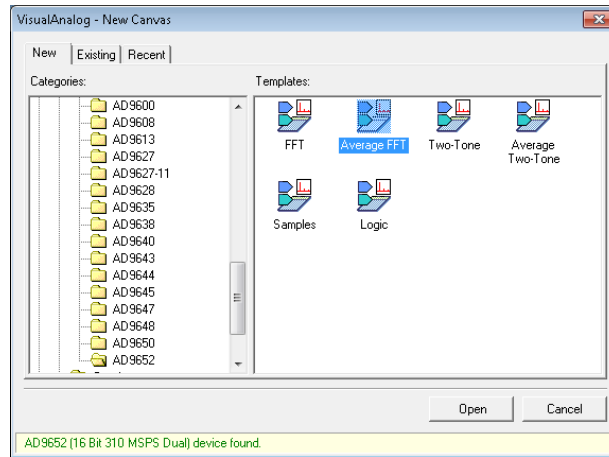 VisualAnalog - New Canvas
New Existing Recent
Categories:
Templates:
AD9600
AD9608
AD9613
AD9627
AD9627-11
AD9628
AD9635
AD9638
AD9640
AD9643
AD9644
AD9645
AD9647
AD9648
AD9650
AD9652
FFT
Average FFT
Two-Tone
Average
Two-Tone
Samples
Logic
Open
Cancel
AD9652 (16 Bit 310 MSPS Dual) device found.